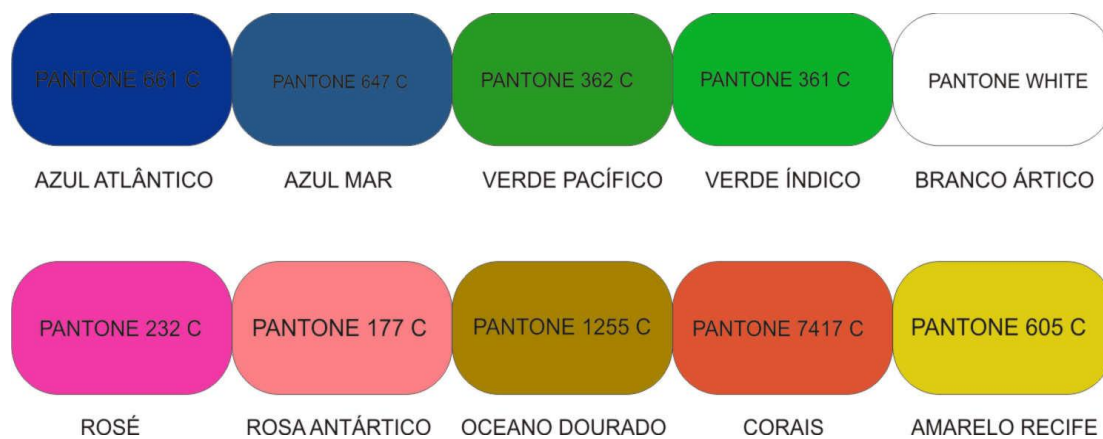 PANTONE 661 C PANTONE 647 C PANTONE 362 C PANTONE 361 C PANTONE WHITE
AZUL ATLÂNTICO AZUL MAR VERDE PACÍFICO VERDE ÍNDICO BRANCO ÁRTICO
PANTONE 232 C PANTONE 177 C PANTONE 1255 C PANTONE 7417 C PANTONE 605 C
ROSÉ ROSA ANTÁRTICO OCEANO DOURADO CORAIS AMARELO RECIFE